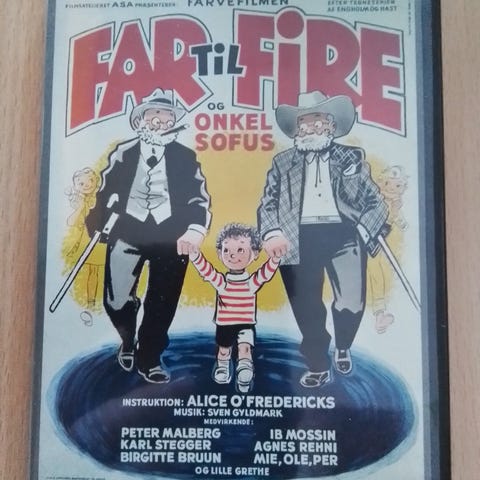 FARVEFILMEN
FILMATELIERET ASA PRÆSENTERER:
EFTER TEGNESERIEN
AF ENGHOLM OG HAST
FAR TIL FIRE
OG
ONKEL
SOFUS
INSTRUKTION: ALICE O'FREDERICKS
MUSIK: SVEN GYLDMARK
MEDVIRKENDE:
PETER MALBERG IB MOSSIN
KARL STEGGER AGNES REHNI
BIRGITTE BRUUN MIE, OLE, PER
OG LILLE GRETHE